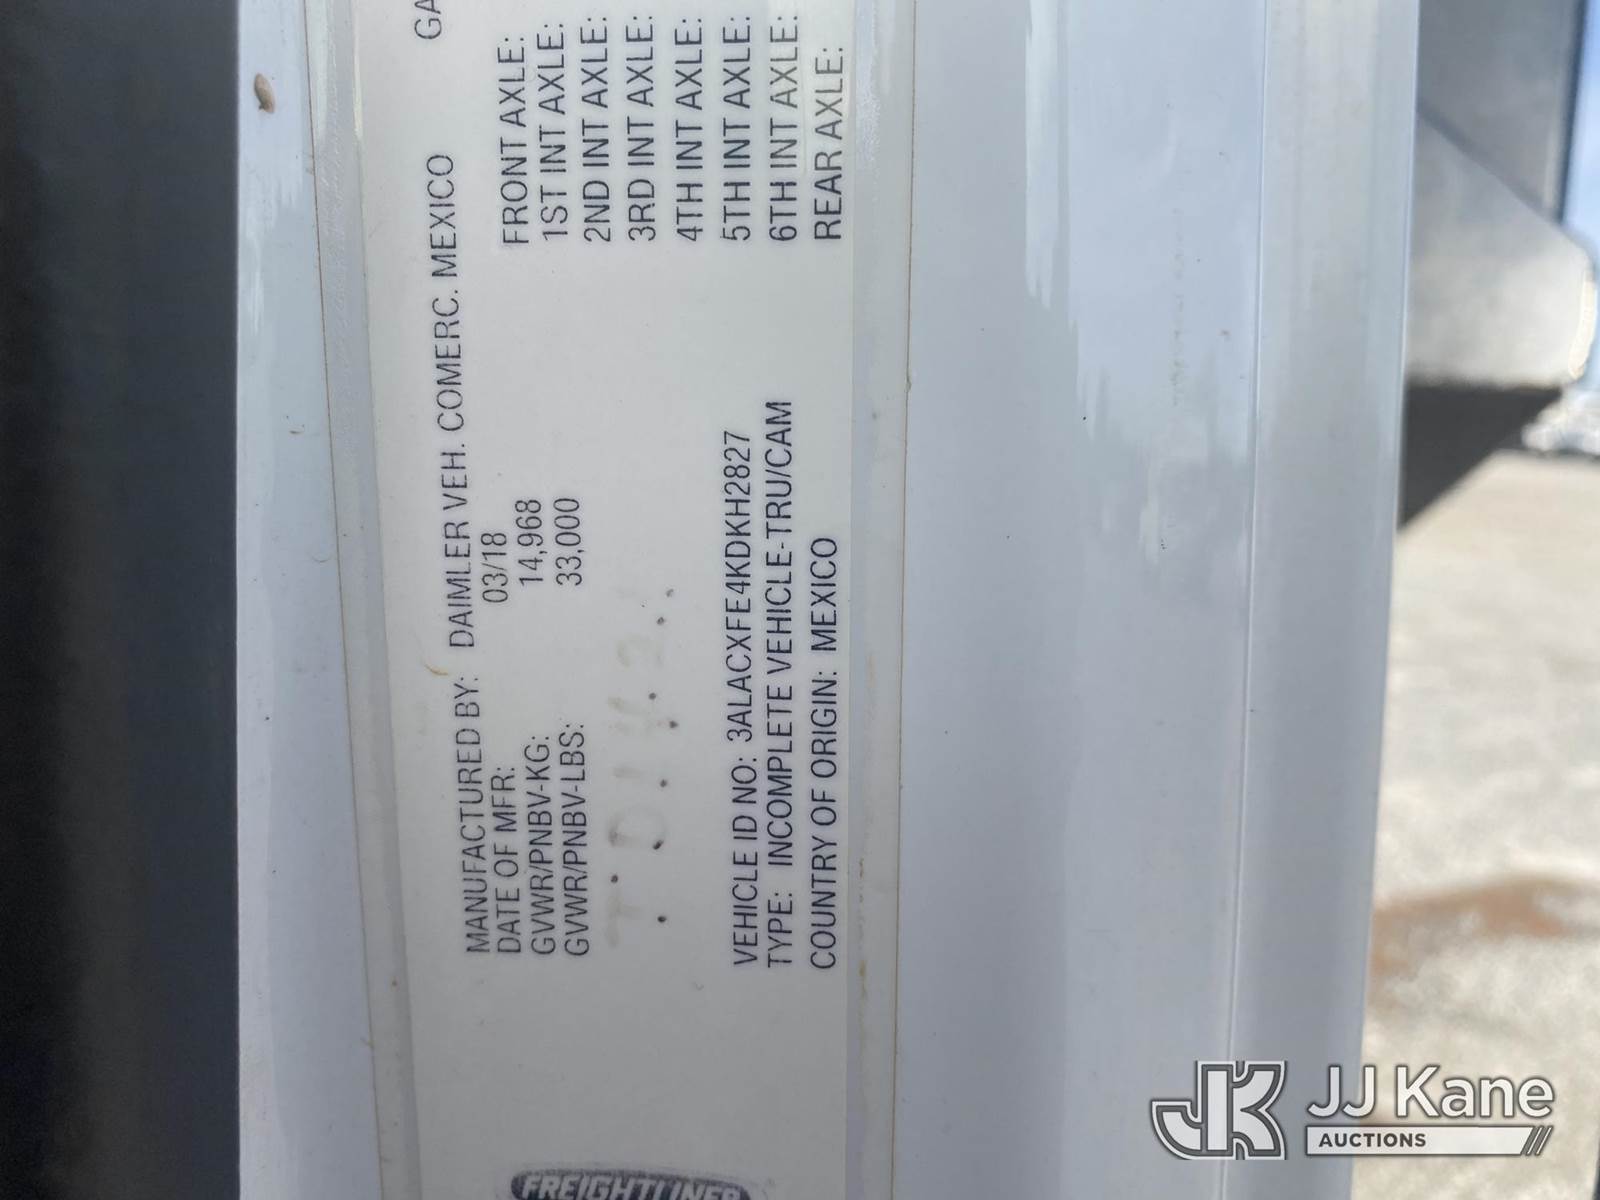 FREIGHTLINER
MANUFACTURED BY: DAIMLER VEH. COMERC. MEXICO
DATE OF MFR: 03/18
GVWR/PNBV-KG: 14,968
GVWR/PNBV-LBS: 33,000
VEHICLE ID NO: 3ALACXFE4KDKH2827
TYPE: INCOMPLETE VEHICLE-TRU/CAM
COUNTRY OF ORIGIN: MEXICO
GA
FRONT AXLE:
1ST INT AXLE:
2ND INT AXLE:
3RD INT AXLE:
4TH INT AXLE:
5TH INT AXLE:
6TH INT AXLE:
REAR AXLE:
JK
JJ Kane
AUCTIONS